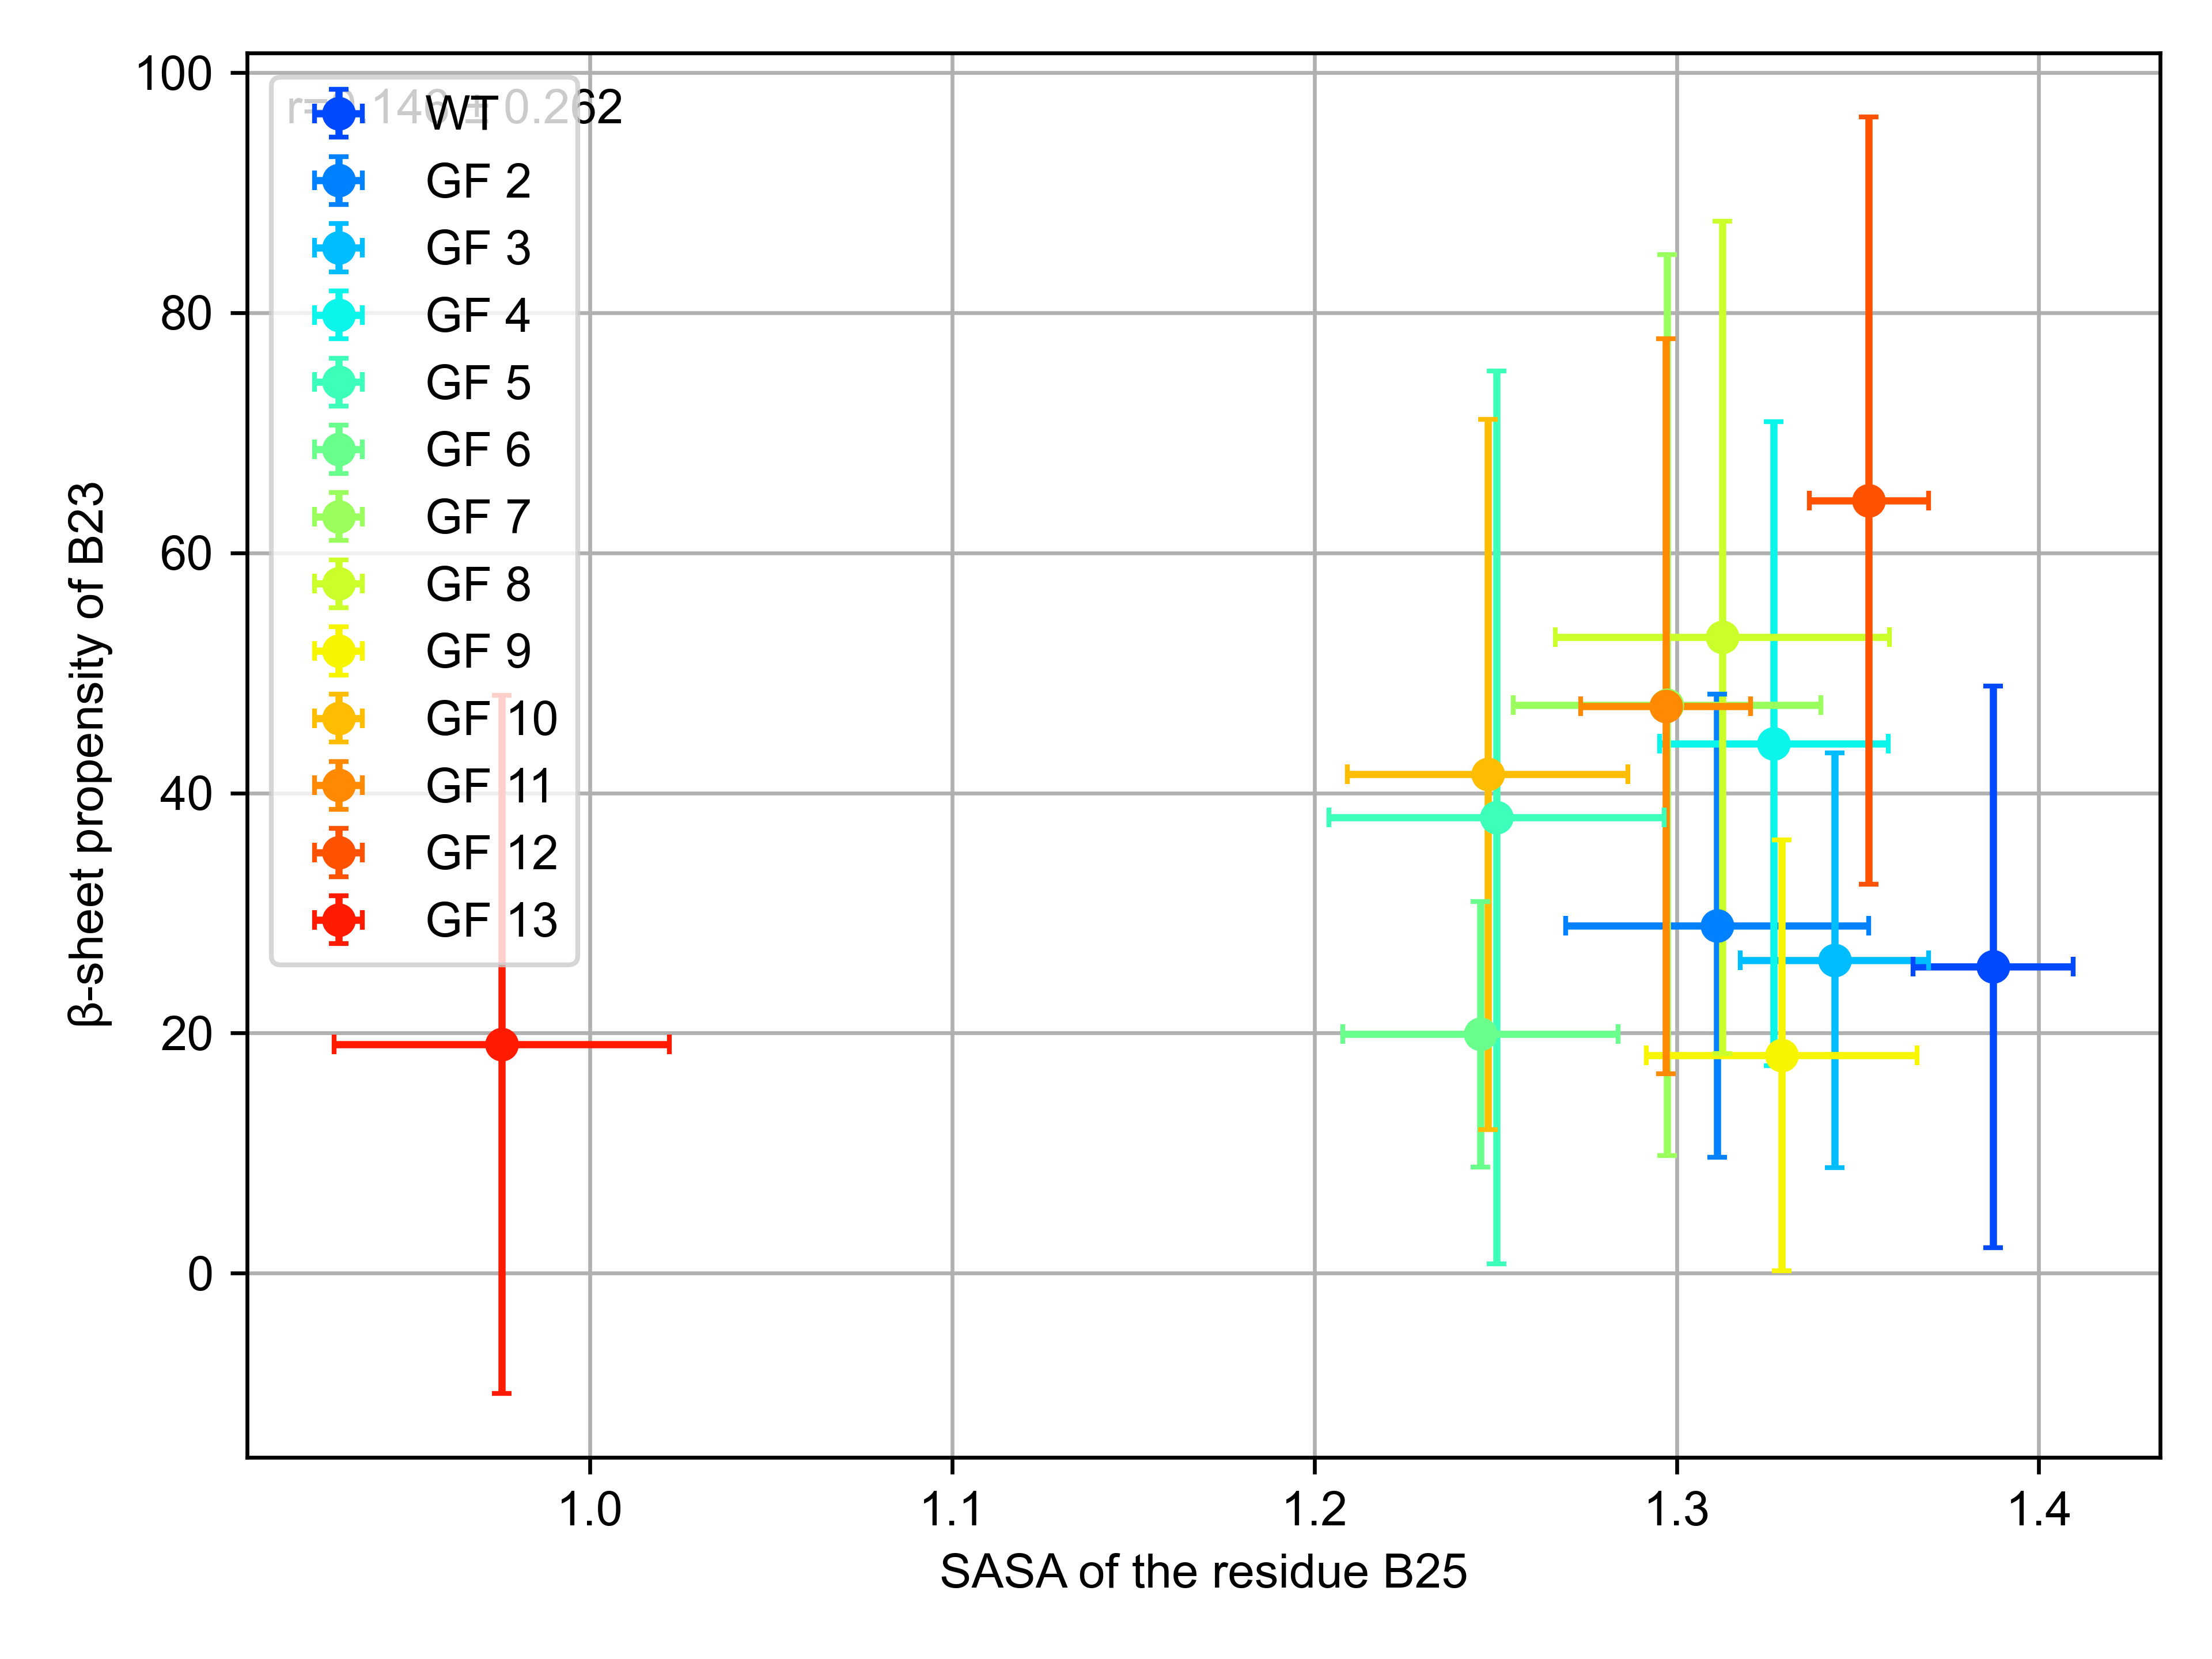 100
80
60
40
20
0
β-sheet propensity of B23
WT
GF 2
GF 3
GF 4
GF 5
GF 6
GF 7
GF 8
GF 9
GF 10
GF 11
GF 12
GF 13
1.0 1.1 1.2 1.3 1.4
SASA of the residue B25